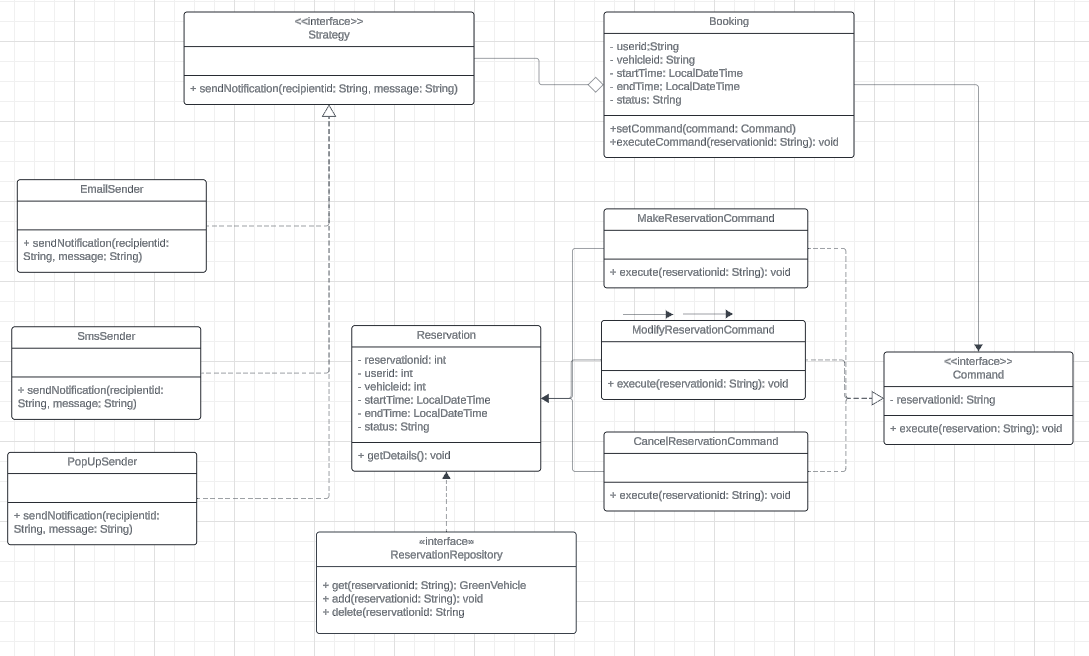 <<interface>>
Strategy
+ sendNotification(recipientid: String, message: String)
Booking
- userid:String
- vehicleid: String
- startTime: LocalDateTime
- endTime: LocalDateTime
- status: String
+setCommand(command: Command)
+executeCommand(reservationid: String): void
EmailSender
+ sendNotification(recipientid:
String, message: String)
SmsSender
+ sendNotification(recipientid:
String, message: String)
PopUpSender
+ sendNotification(recipientid:
String, message: String)
Reservation
- reservationid: int
- userid: int
- vehicleid: int
- startTime: LocalDateTime
- endTime: LocalDateTime
- status: String
+ getDetails(): void
«interface»
ReservationRepository
+ get(reservationid: String): GreenVehicle
+ add(reservationid: String): void
+ delete(reservationid: String
MakeReservationCommand
+ execute(reservationid: String): void
ModifyReservationCommand
+ execute(reservationid: String): void
CancelReservationCommand
+ execute(reservationid: String): void
<<interface>>
Command
- reservationid: String
+ execute(reservation: String): void